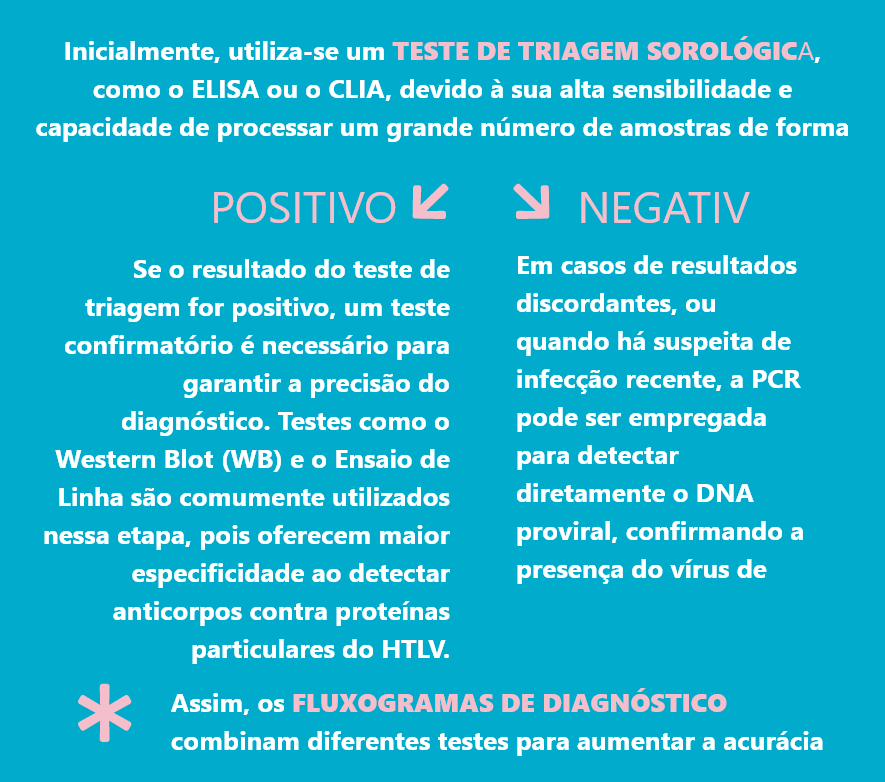 Inicialmente, utiliza-se um TESTE DE TRIAGEM SOROLÓGICA,
como o ELISA ou o CLIA, devido à sua alta sensibilidade e
capacidade de processar um grande número de amostras de forma
POSITIVO
Se o resultado do teste de
triagem for positivo, um teste
confirmatório é necessário para
garantir a precisão do
diagnóstico. Testes como o
Western Blot (WB) e o Ensaio de
Linha são comumente utilizados
nessa etapa, pois oferecem maior
especificidade ao detectar
anticorpos contra proteínas
particulares do HTLV.
NEGATIV
Em casos de resultados
discordantes, ou
quando há suspeita de
infecção recente, a PCR
pode ser empregada
para detectar
diretamente o DNA
proviral, confirmando a
presença do vírus de
Assim, os FLUXOGRAMAS DE DIAGNÓSTICO
combinam diferentes testes para aumentar a acurácia